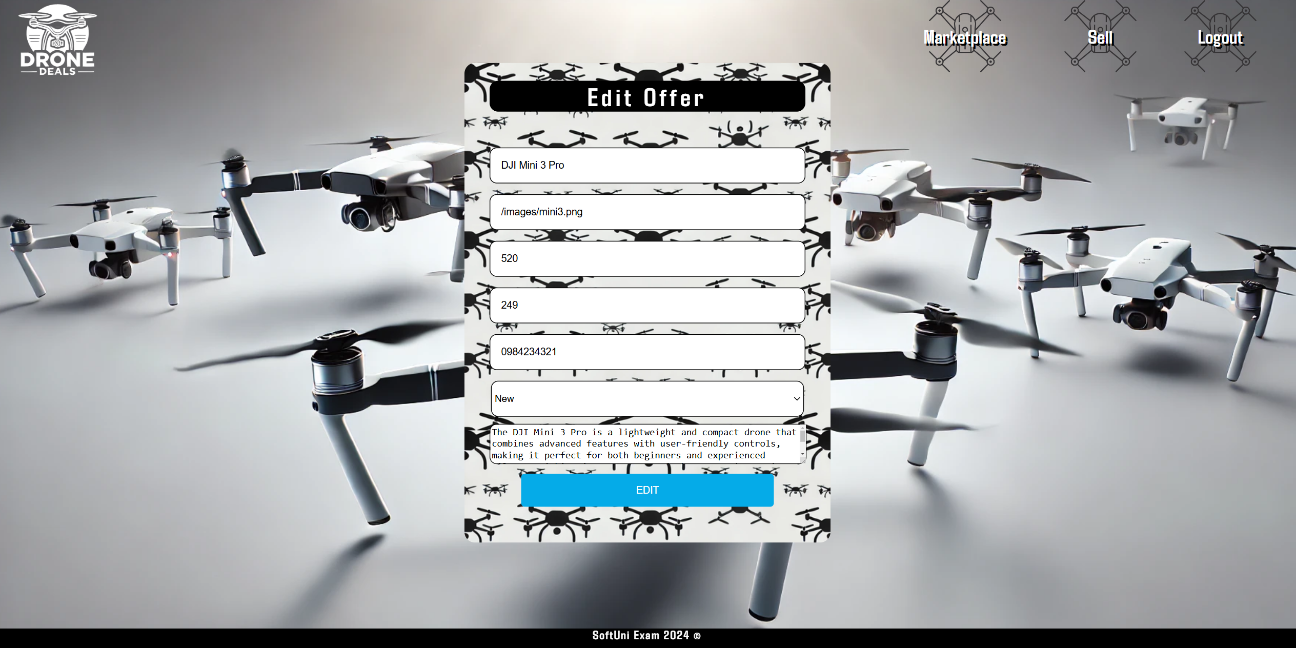 DRONE
DEALS
Marketplace
Sell
Logout
Edit Offer
DJI Mini 3 Pro
/images/mini3.png
520
249
0984234321
New
The DJI Mini 3 Pro is a lightweight and compact drone that
combines advanced features with user-friendly controls,
making it perfect for both beginners and experienced
EDIT
SoftUni Exam 2024 ©